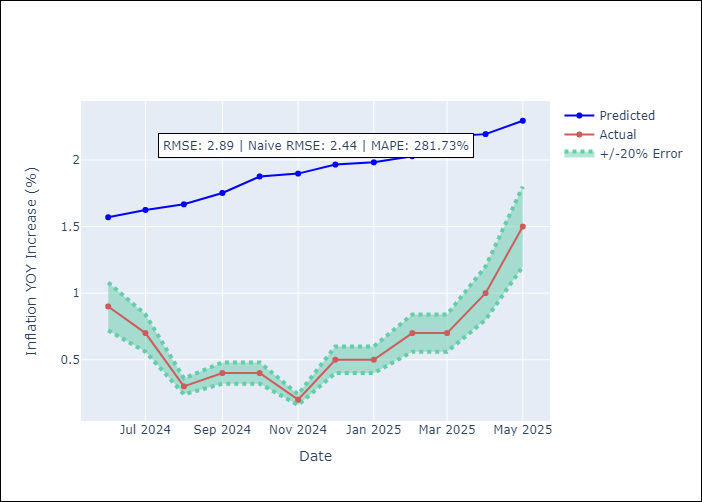 RMSE: 2.89 | Naive RMSE: 2.44 | MAPE: 281.73%
Predicted
Actual
+/-20% Error
Inflation YOY Increase (%)
2
1.5
1
0.5
Jul 2024
Sep 2024
Nov 2024
Jan 2025
Mar 2025
May 2025
Date